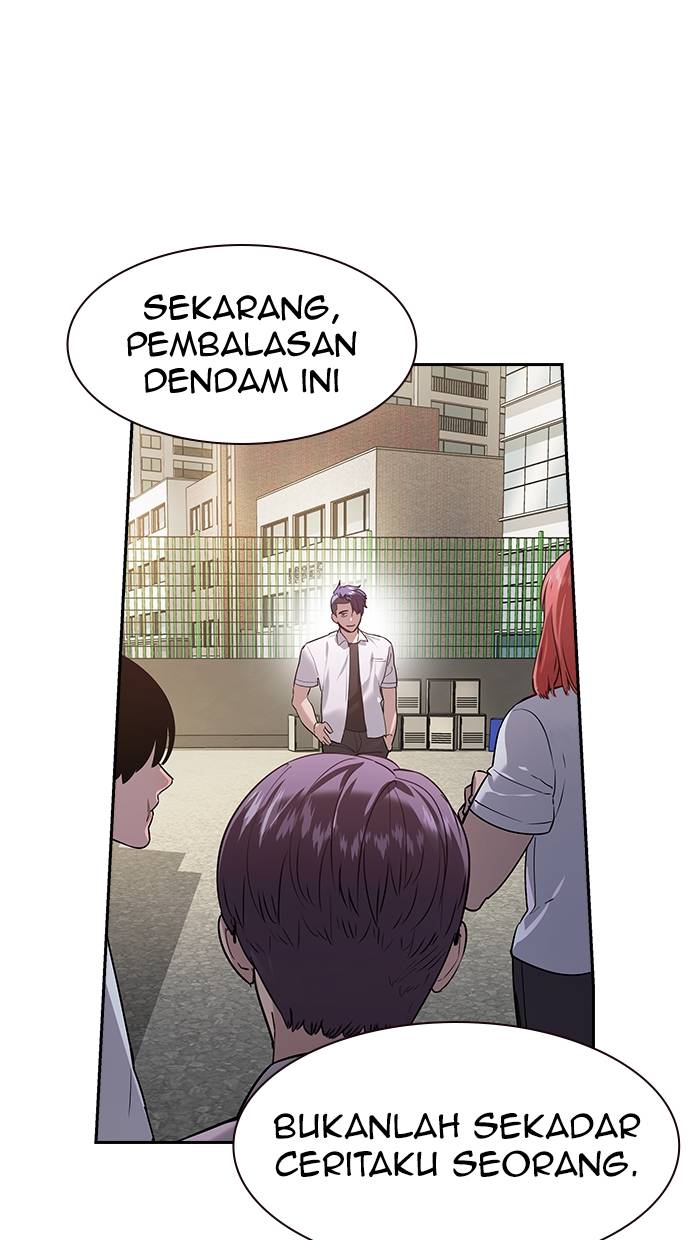 SEKARANG,
PEMBALASAN
DENDAM INI
BUKANLAH SEKADAR
CERITAKU SEORANG.